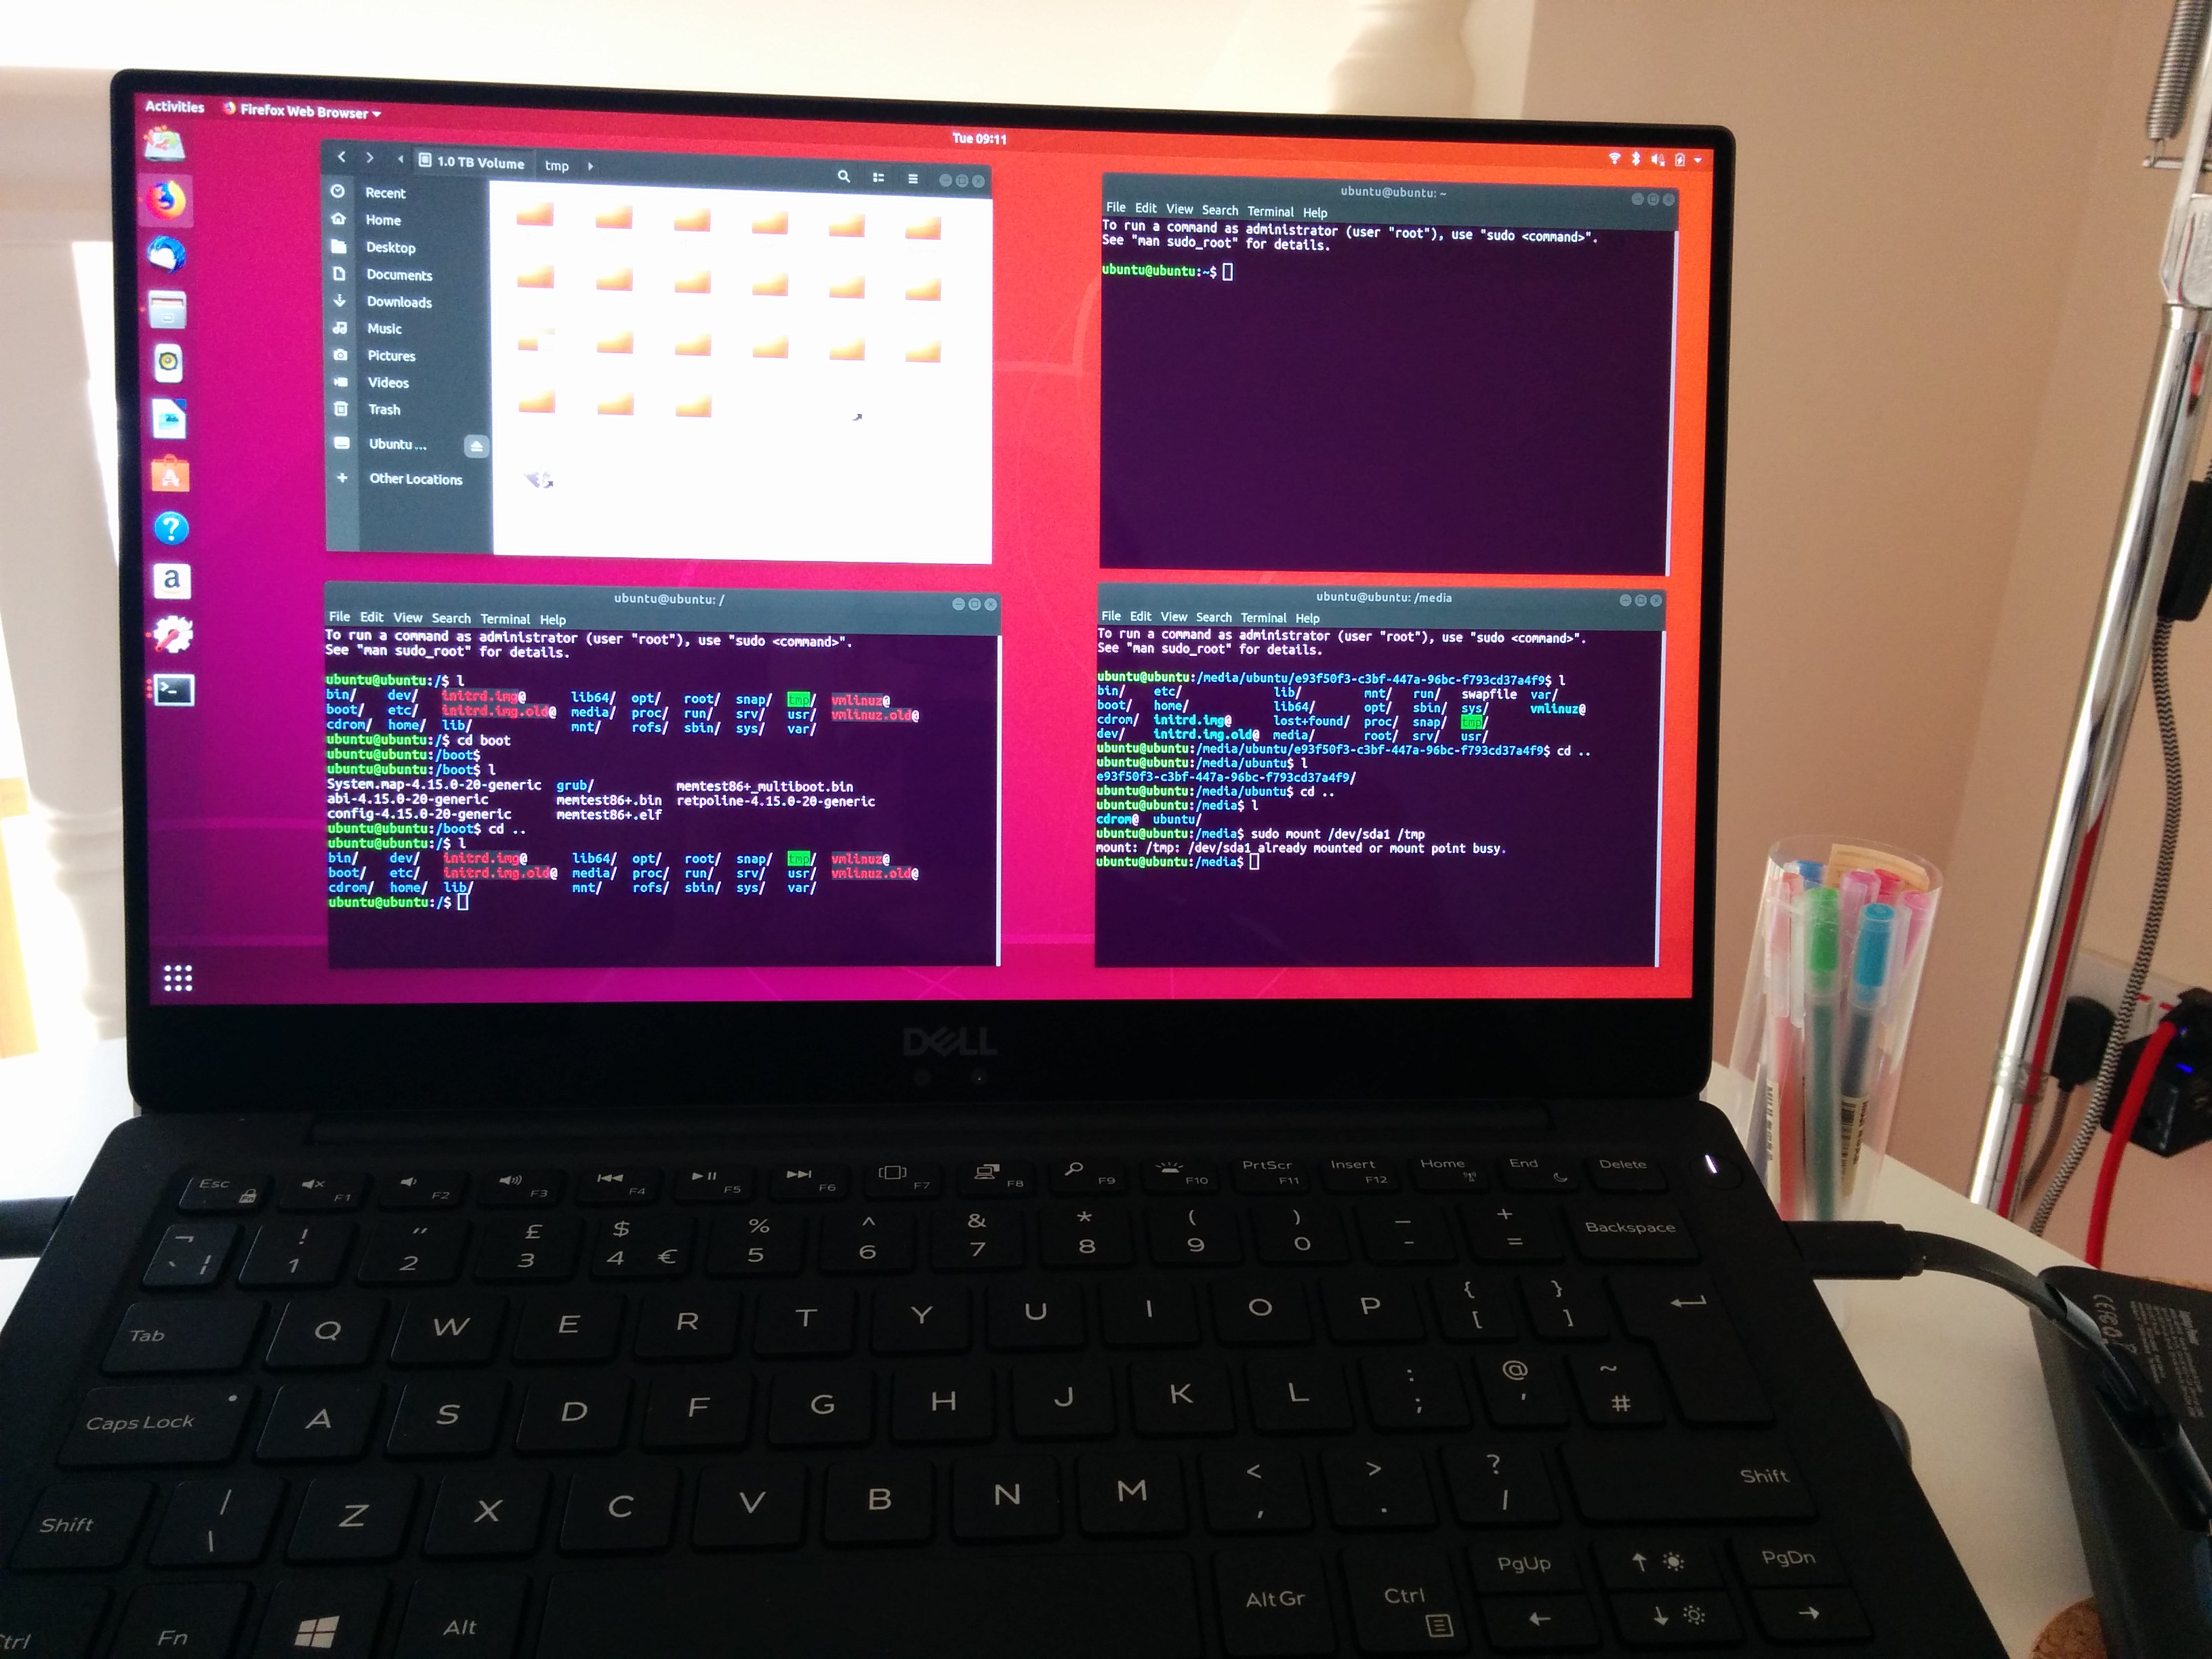 Activities Firefox Web Browser
Tue 09:11
1.0 TB Volume tmp
Recent
Home
Desktop
Documents
Downloads
Music
Pictures
Videos
Trash
Ubuntu ...
Other Locations
ubuntu@ubuntu: ~
File Edit View Search Terminal Help
To run a command as administrator (user "root"), use "sudo <command>".
See "man sudo_root" for details.
ubuntu@ubuntu:~$
ubuntu@ubuntu: /
File Edit View Search Terminal Help
To run a command as administrator (user "root"), use "sudo <command>".
See "man sudo_root" for details.
ubuntu@ubuntu:/$ l
bin/ dev/ initrd.img@ lib64/ opt/ root/ snap/ tmp/ vmlinuz@
boot/ etc/ initrd.img.old@ media/ proc/ run/ srv/ usr/ vmlinuz.old@
cdrom/ home/ lib/ mnt/ rofs/ sbin/ sys/ var/
ubuntu@ubuntu:/$ cd boot
ubuntu@ubuntu:/boot$
ubuntu@ubuntu:/boot$ l
System.map-4.15.0-20-generic grub/ memtest86+_multiboot.bin
abi-4.15.0-20-generic memtest86+.bin retpoline-4.15.0-20-generic
config-4.15.0-20-generic memtest86+.elf
ubuntu@ubuntu:/boot$ cd ..
ubuntu@ubuntu:/$ l
bin/ dev/ initrd.img@ lib64/ opt/ root/ snap/ tmp/ vmlinuz@
boot/ etc/ initrd.img.old@ media/ proc/ run/ srv/ usr/ vmlinuz.old@
cdrom/ home/ lib/ mnt/ rofs/ sbin/ sys/ var/
ubuntu@ubuntu:/$
ubuntu@ubuntu: /media
File Edit View Search Terminal Help
To run a command as administrator (user "root"), use "sudo <command>".
See "man sudo_root" for details.
ubuntu@ubuntu:/media/ubuntu/e93f50f3-c3bf-447a-96bc-f793cd37a4f9$ l
bin/ etc/ lib/ mnt/ run/ swapfile var/
boot/ home/ lib64/ opt/ sbin/ sys/ vmlinuz@
cdrom/ initrd.img@ lost+found/ proc/ snap/ tmp/
dev/ initrd.img.old@ media/ root/ srv/ usr/
ubuntu@ubuntu:/media/ubuntu/e93f50f3-c3bf-447a-96bc-f793cd37a4f9$ cd ..
ubuntu@ubuntu:/media/ubuntu$ l
e93f50f3-c3bf-447a-96bc-f793cd37a4f9/
ubuntu@ubuntu:/media/ubuntu$ cd ..
ubuntu@ubuntu:/media$ l
cdrom@ ubuntu/
ubuntu@ubuntu:/media$ sudo mount /dev/sda1 /tmp
mount: /tmp: /dev/sda1 already mounted or mount point busy.
ubuntu@ubuntu:/media$
DELL
Esc F1 F2 F3 F4 F5 F6 F7 F8 F9 F10 PrtScr F11 Insert F12 Home End Delete
¬ ` ¦ ! 1 " 2 £ 3 $ 4 € % 5 ^ 6 & 7 * 8 ( 9 ) 0 _ - + = Backspace
Tab Q W E R T Y U I O P { [ } ]
Caps Lock A S D F G H J K L : ; @ ' ~ #
Shift | \ Z X C V B N M < , > . ? / Shift
Ctrl Fn Alt Alt Gr Ctrl PgUp PgDn